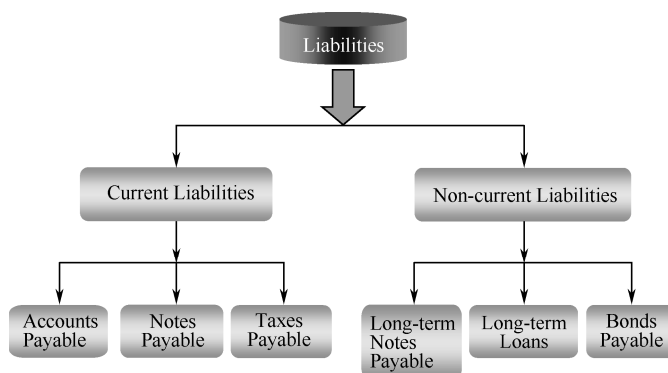 Liabilities
Current Liabilities
Non-current Liabilities
Accounts
Payable
Notes
Payable
Taxes
Payable
Long-term
Notes
Payable
Long-term
Loans
Bonds
Payable